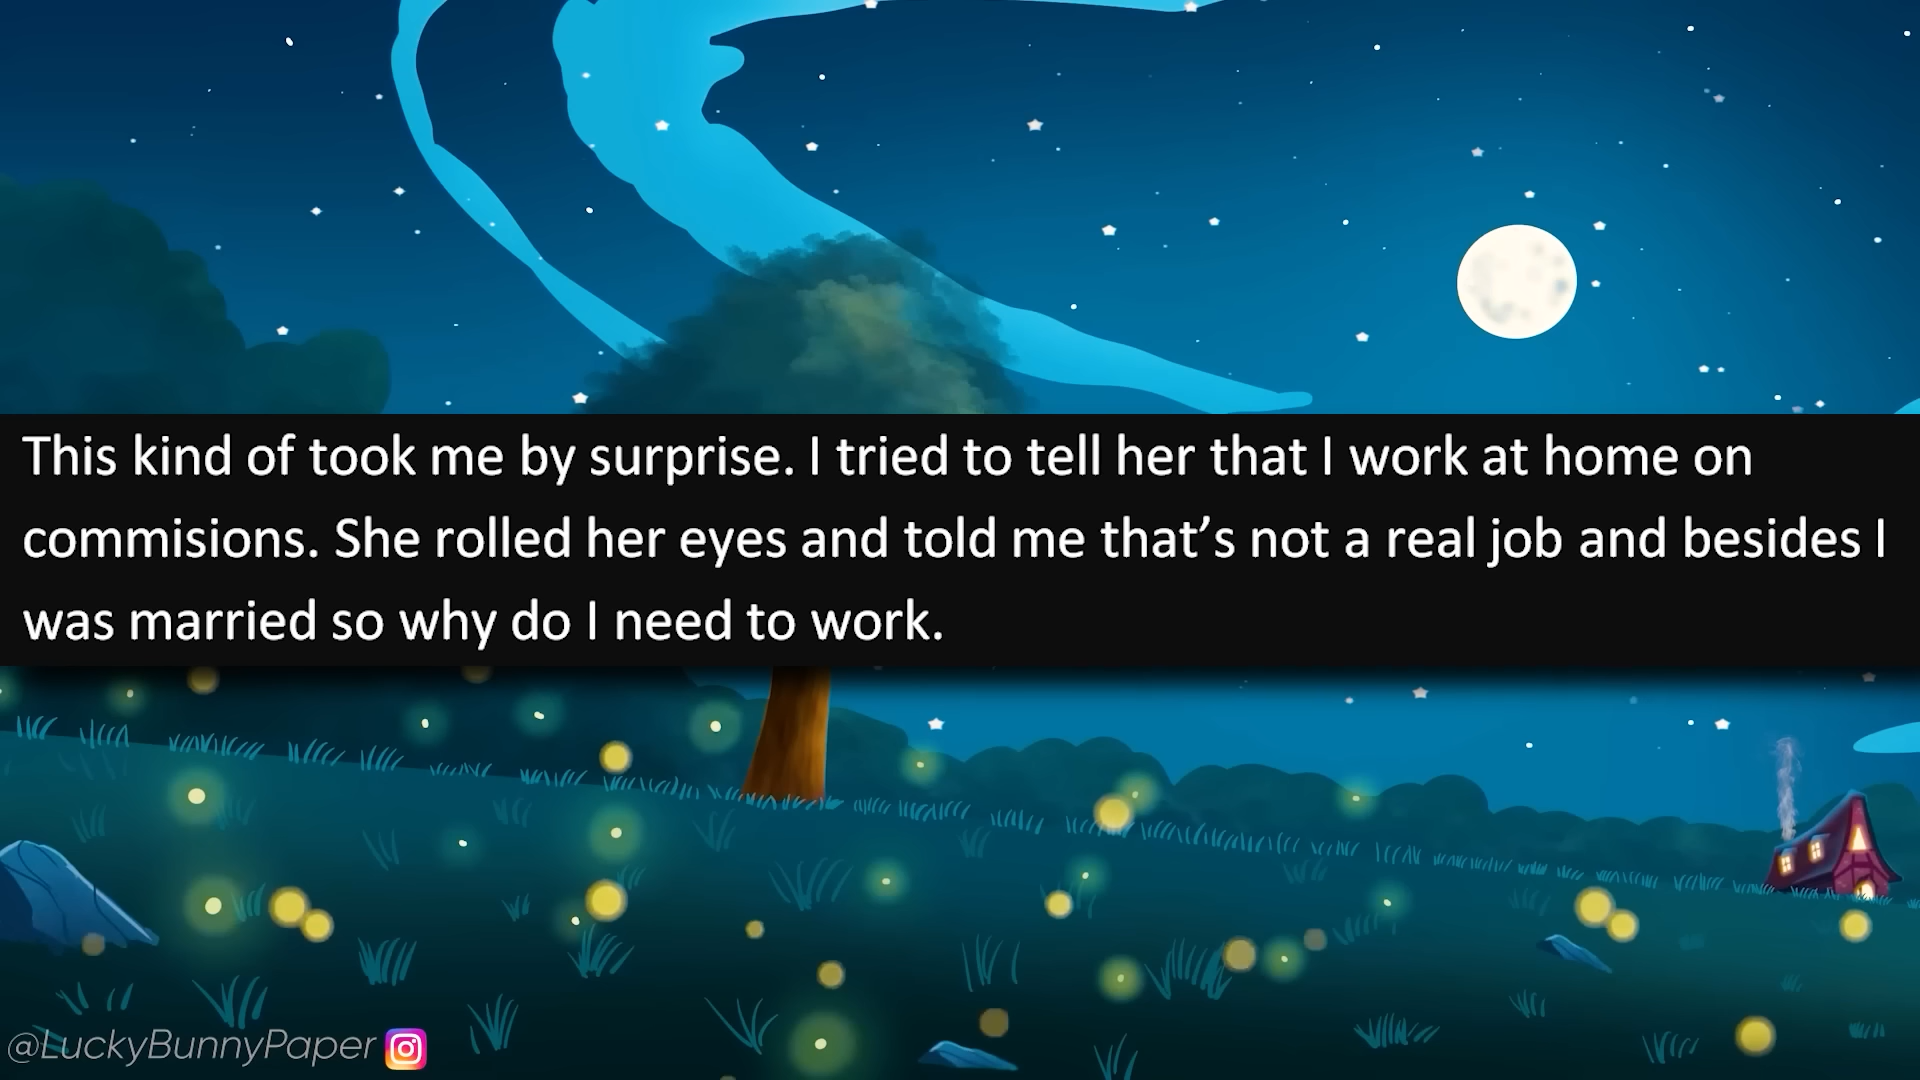 This kind of took me by surprise. I tried to tell her that I work at home on
commisions. She rolled her eyes and told me that’s not a real job and besides I
was married so why do I need to work.
@LuckyBunnyPaper